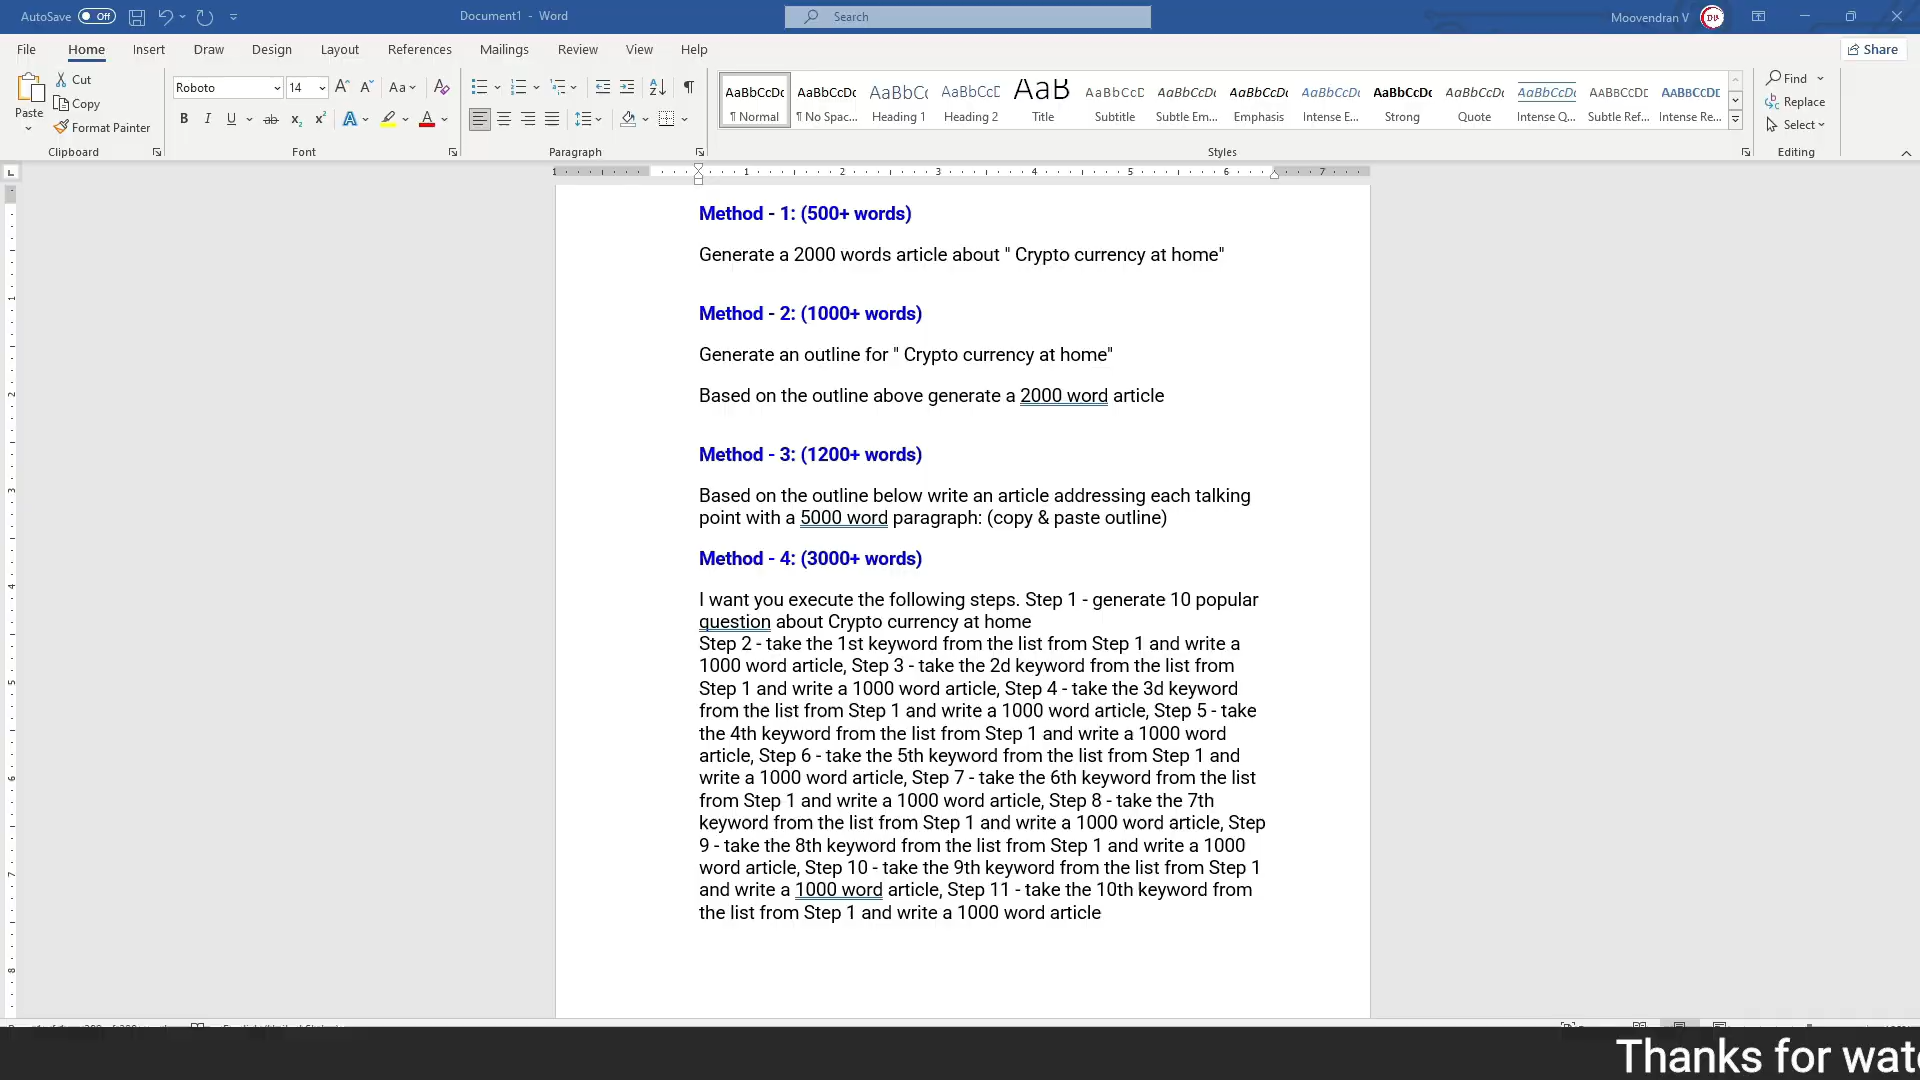 AutoSave Off
Document1 - Word
Search
Moovendran V
File Home Insert Draw Design Layout References Mailings Review View Help
Share
Paste
Cut
Copy
Format Painter
Clipboard
Roboto 14
Font
Paragraph
AaBbCcDc AaBbCcDc AaBbCc AaBbCcD AaB AaBbCcD AaBbCcDc AaBbCcDc AaBbCcDc AaBbCcDc AaBbCcDc AaBbCcDc AaBbCcDc AaBbCcDc
¶ Normal ¶ No Spac... Heading 1 Heading 2 Title Subtitle Subtle Em... Emphasis Intense E... Strong Quote Intense Q... Subtle Ref... Intense Re...
Styles
Find
Replace
Select
Editing
Method - 1: (500+ words)
Generate a 2000 words article about " Crypto currency at home"
Method - 2: (1000+ words)
Generate an outline for " Crypto currency at home"
Based on the outline above generate a 2000 word article
Method - 3: (1200+ words)
Based on the outline below write an article addressing each talking
point with a 5000 word paragraph: (copy & paste outline)
Method - 4: (3000+ words)
I want you execute the following steps. Step 1 - generate 10 popular
question about Crypto currency at home
Step 2 - take the 1st keyword from the list from Step 1 and write a
1000 word article, Step 3 - take the 2d keyword from the list from
Step 1 and write a 1000 word article, Step 4 - take the 3d keyword
from the list from Step 1 and write a 1000 word article, Step 5 - take
the 4th keyword from the list from Step 1 and write a 1000 word
article, Step 6 - take the 5th keyword from the list from Step 1 and
write a 1000 word article, Step 7 - take the 6th keyword from the list
from Step 1 and write a 1000 word article, Step 8 - take the 7th
keyword from the list from Step 1 and write a 1000 word article, Step
9 - take the 8th keyword from the list from Step 1 and write a 1000
word article, Step 10 - take the 9th keyword from the list from Step 1
and write a 1000 word article, Step 11 - take the 10th keyword from
the list from Step 1 and write a 1000 word article
Thanks for wat